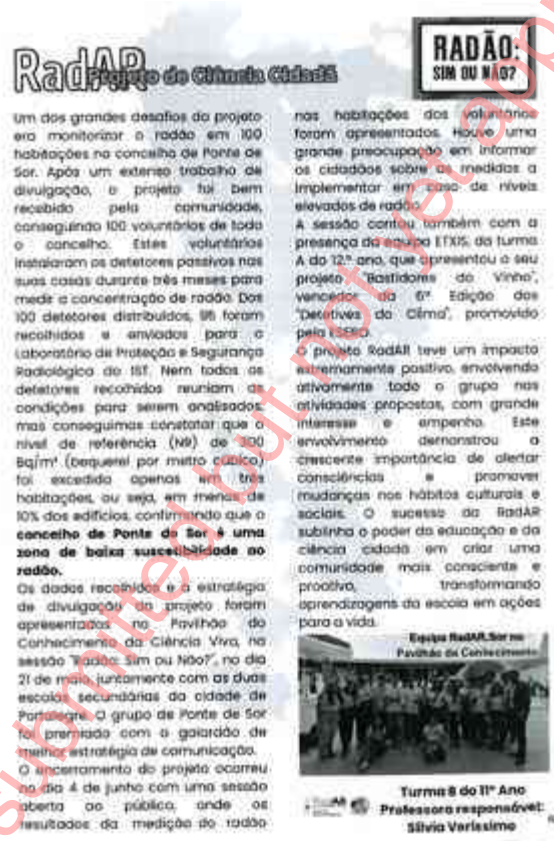 RadAR
Projeto de Ciência Cidadã
RADÃO:
SIM OU NÃO?
Um dos grandes desafios do projeto
era monitorizar o radão em 100
habitações no concelho de Ponte de
Sor. Após um extenso trabalho de
divulgação, o projeto foi bem
recebido pela comunidade,
conseguindo 100 voluntários de todo
o concelho. Estes voluntários
instalaram os detetores passivos nas
suas casas durante três meses para
medir a concentração de radão. Dos
100 detetores distribuídos, 95 foram
recolhidos e enviados para o
Laboratório de Proteção e Segurança
Radiológica do IST. Nem todos os
detetores recolhidos reuniam as
condições para serem analisados,
mas conseguimos constatar que o
nível de referência (NR) de 300
Bq/m³ (bequerel por metro cúbico)
foi excedido apenas em três
habitações, ou seja, em menos de
10% dos edifícios, confirmando que o
concelho de Ponte de Sor é uma
zona de baixa suscetibilidade ao
radão.
Os dados recolhidos e a estratégia
de divulgação do projeto foram
apresentados no Pavilhão do
Conhecimento da Ciência Viva, na
sessão "Radão: Sim ou Não?", no dia
21 de maio, juntamente com as duas
escolas secundárias da cidade de
Portalegre. O grupo de Ponte de Sor
foi premiado com o galardão de
melhor estratégia de comunicação.
O encerramento do projeto ocorreu
no dia 4 de junho com uma sessão
aberta ao público, onde os
resultados da medição do radão
nas habitações dos voluntários
foram apresentados. Houve uma
grande preocupação em informar
os cidadãos sobre as medidas a
implementar em caso de níveis
elevados de radão.
A sessão contou também com a
presença da equipa ETXIS, da turma
A do 12.º ano, que apresentou o seu
projeto "Bastidores do Vinho",
vencedor da 6ª Edição dos
"Detetives do Clima", promovido
pela ESERO.
O projeto RadAR teve um impacto
extremamente positivo, envolvendo
ativamente todo o grupo nas
atividades propostas, com grande
interesse e empenho. Este
envolvimento demonstrou a
crescente importância de alertar
consciências e promover
mudanças nos hábitos culturais e
sociais. O sucesso do RadAR
sublinha o poder da educação e da
ciência cidadã em criar uma
comunidade mais consciente e
proativa, transformando
aprendizagens da escola em ações
para a vida.
Equipa RadAR.Sor no
Pavilhão do Conhecimento
Turma B do 11º Ano
Professora responsável:
Sílvia Veríssimo
submitted but not yet app